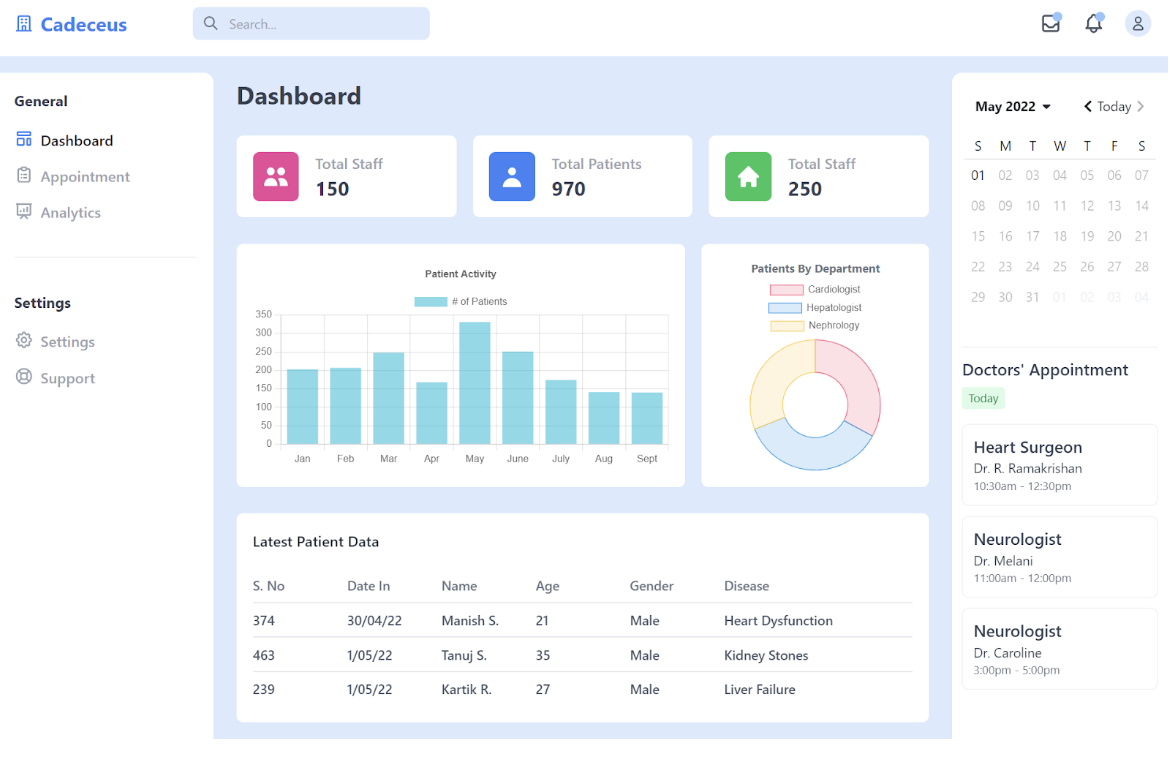 Cadeceus
Search...
General
Dashboard
Appointment
Analytics
Settings
Settings
Support
Dashboard
Total Staff
150
Total Patients
970
Total Staff
250
Patient Activity
# of Patients
350
300
250
200
150
100
50
0
Jan Feb Mar Apr May June July Aug Sept
Patients By Department
Cardiologist
Hepatologist
Nephrology
Latest Patient Data
S. No Date In Name Age Gender Disease
374 30/04/22 Manish S. 21 Male Heart Dysfunction
463 1/05/22 Tanuj S. 35 Male Kidney Stones
239 1/05/22 Kartik R. 27 Male Liver Failure
May 2022 Today
S M T W T F S
01 02 03 04 05 06 07
08 09 10 11 12 13 14
15 16 17 18 19 20 21
22 23 24 25 26 27 28
29 30 31 01 02 03 04
Doctors' Appointment
Today
Heart Surgeon
Dr. R. Ramakrishan
10:30am - 12:30pm
Neurologist
Dr. Melani
11:00am - 12:00pm
Neurologist
Dr. Caroline
3:00pm - 5:00pm